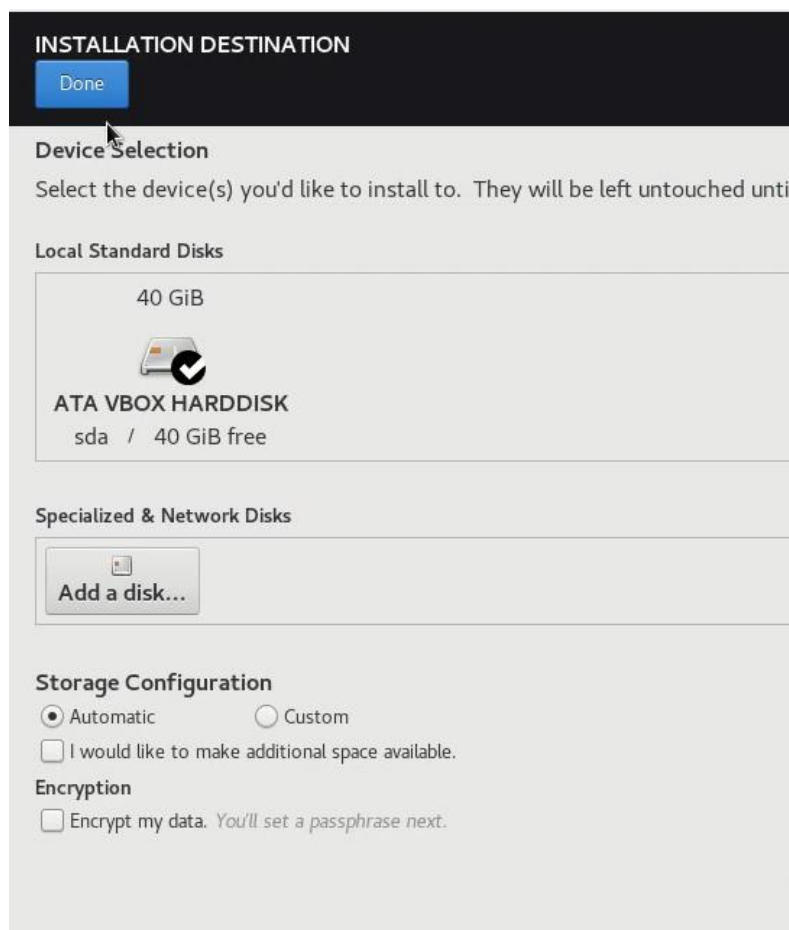 INSTALLATION DESTINATION
Done
Device Selection
Select the device(s) you'd like to install to. They will be left untouched unti
Local Standard Disks
40 GiB
ATA VBOX HARDDISK
sda / 40 GiB free
Specialized & Network Disks
Add a disk...
Storage Configuration
Automatic Custom
I would like to make additional space available.
Encryption
Encrypt my data. You'll set a passphrase next.